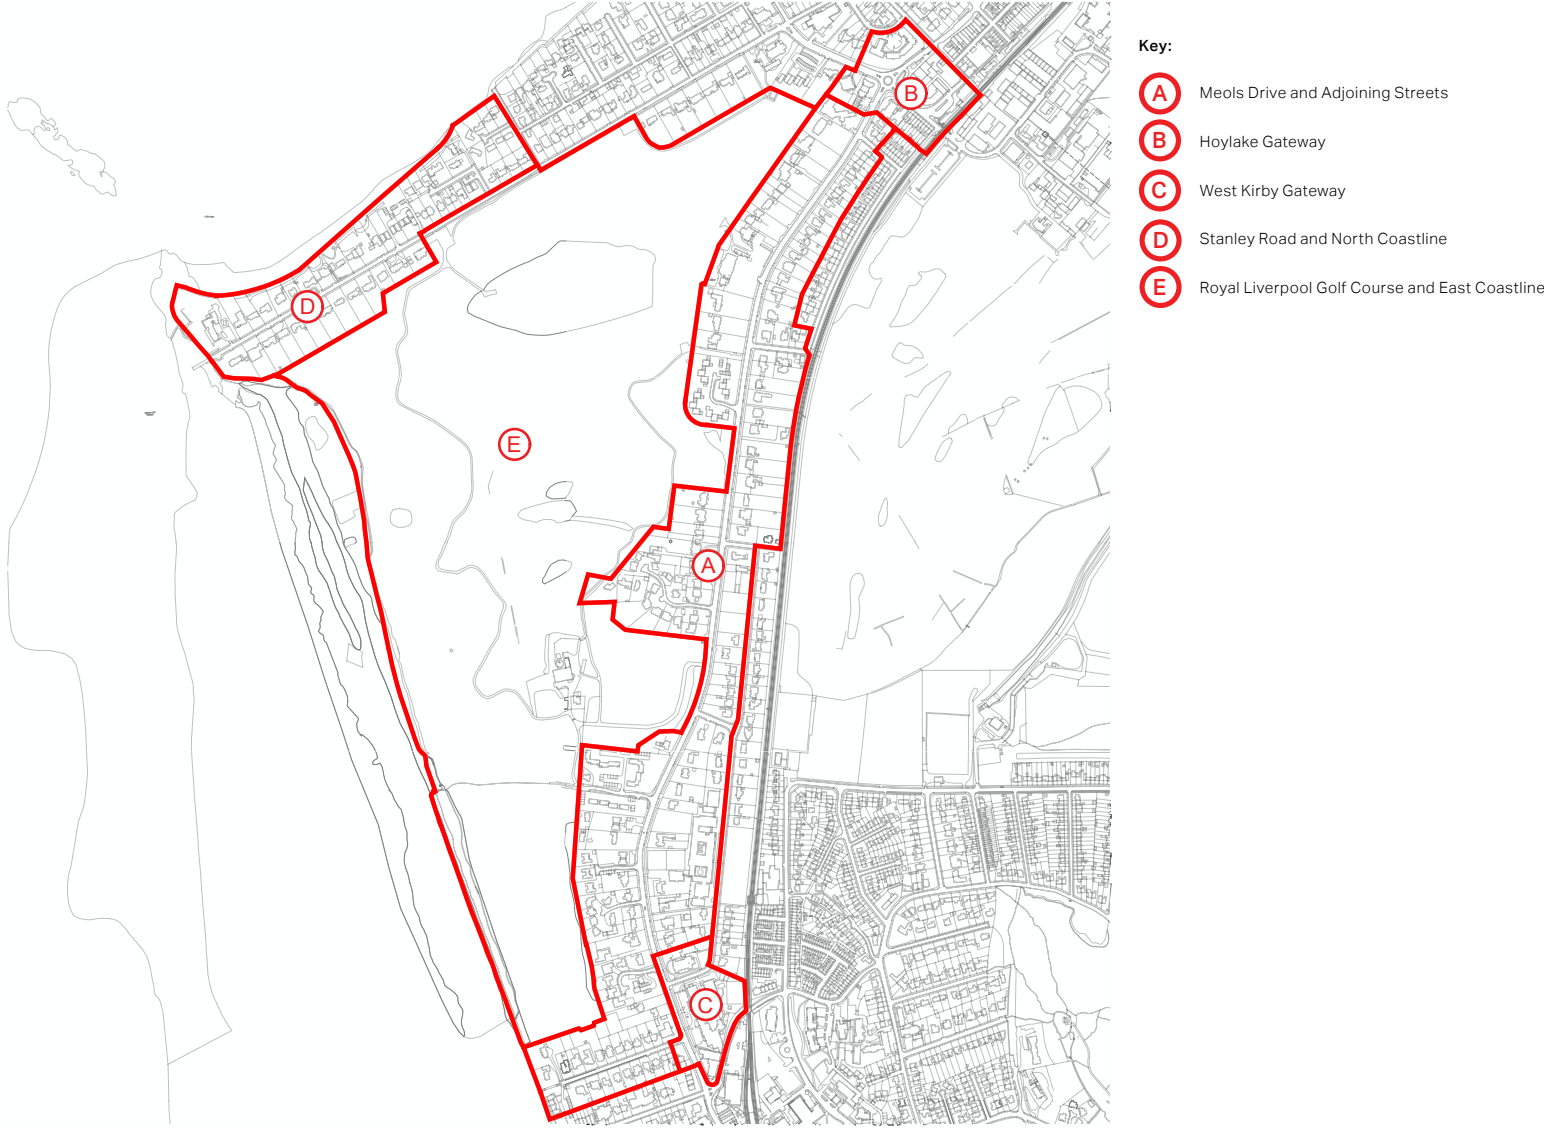 Key:
A Meols Drive and Adjoining Streets
B Hoylake Gateway
C West Kirby Gateway
D Stanley Road and North Coastline
E Royal Liverpool Golf Course and East Coastline
B
D
E
A
C